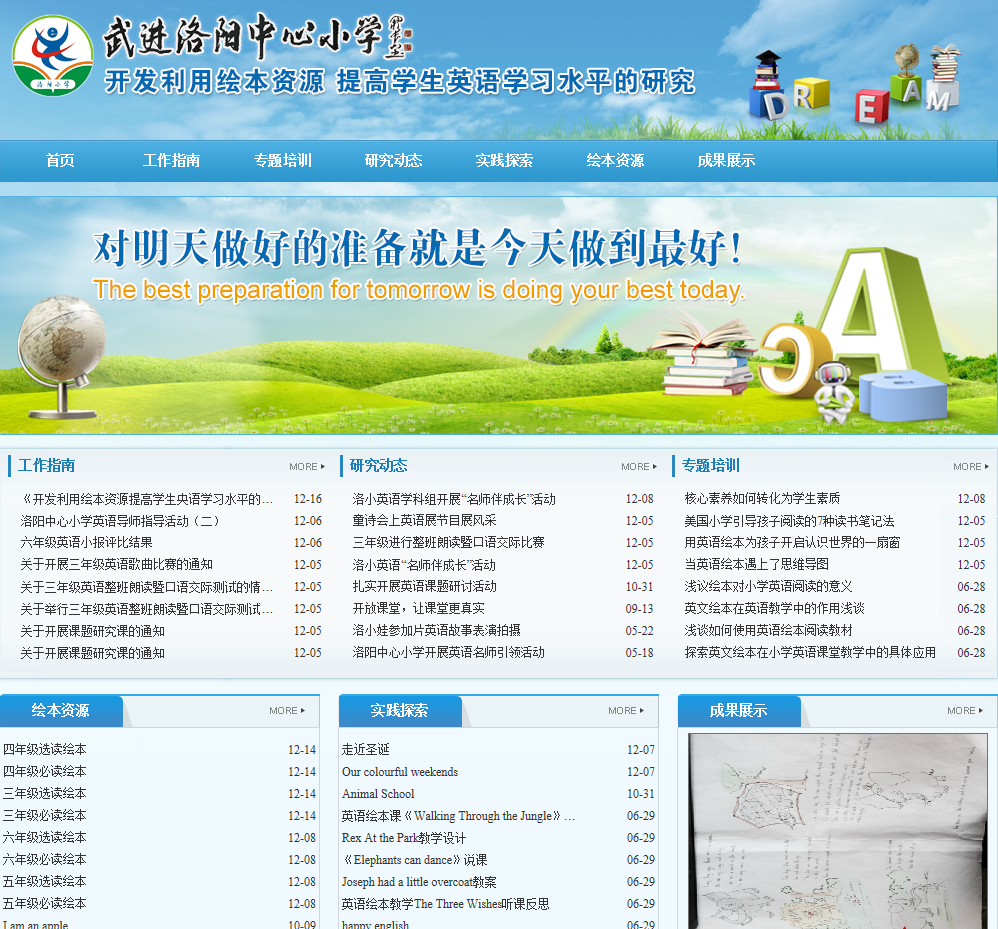 武进洛阳中心小学
开发利用绘本资源 提高学生英语学习水平的研究
洛阳小学
D R E A M
首页 工作指南 专题培训 研究动态 实践探索 绘本资源 成果展示
对明天做好的准备就是今天做到最好!
The best preparation for tomorrow is doing your best today.
工作指南 MORE
《开发利用绘本资源提高学生央语学习水平的... 12-16
洛阳中心小学英语导师指导活动（二） 12-06
六年级英语小报评比结果 12-06
关于开展三年级英语歌曲比赛的通知 12-05
关于三年级英语整班朗读暨口语交际测试的情... 12-05
关于举行三年级英语整班朗读暨口语交际测试... 12-05
关于开展课题研究课的通知 12-05
关于开展课题研究课的通知 12-05
研究动态 MORE
洛小英语学科组开展“名师伴成长”活动 12-08
童诗会上英语展节目展风采 12-05
三年级进行整班朗读暨口语交际比赛 12-05
洛小英语“名师伴成长”活动 12-05
扎实开展英语课题研讨活动 10-31
开放课堂，让课堂更真实 09-13
洛小娃参加片英语故事表演拍摄 05-22
洛阳中心小学开展英语名师引领活动 05-18
专题培训 MORE
核心素养如何转化为学生素质 12-08
美国小学引导孩子阅读的7种读书笔记法 12-05
用英语绘本为孩子开启认识世界的一扇窗 12-05
当英语绘本遇上了思维导图 12-05
浅议绘本对小学英语阅读的意义 06-28
英文绘本在英语教学中的作用浅谈 06-28
浅谈如何使用英语绘本阅读教材 06-28
探索英文绘本在小学英语课堂教学中的具体应用 06-28
绘本资源 MORE
四年级选读绘本 12-14
四年级必读绘本 12-14
三年级选读绘本 12-14
三年级必读绘本 12-14
六年级选读绘本 12-08
六年级必读绘本 12-08
五年级选读绘本 12-08
五年级必读绘本 12-08
I am an apple 10-09
实践探索 MORE
走近圣诞 12-07
Our colourful weekends 12-07
Animal School 10-31
英语绘本课《Walking Through the Jungle》... 06-29
Rex At the Park教学设计 06-29
《Elephants can dance》说课 06-29
Joseph had a little overcoat教案 06-29
英语绘本教学The Three Wishes听课反思 06-29
happy english 06-29
成果展示 MORE